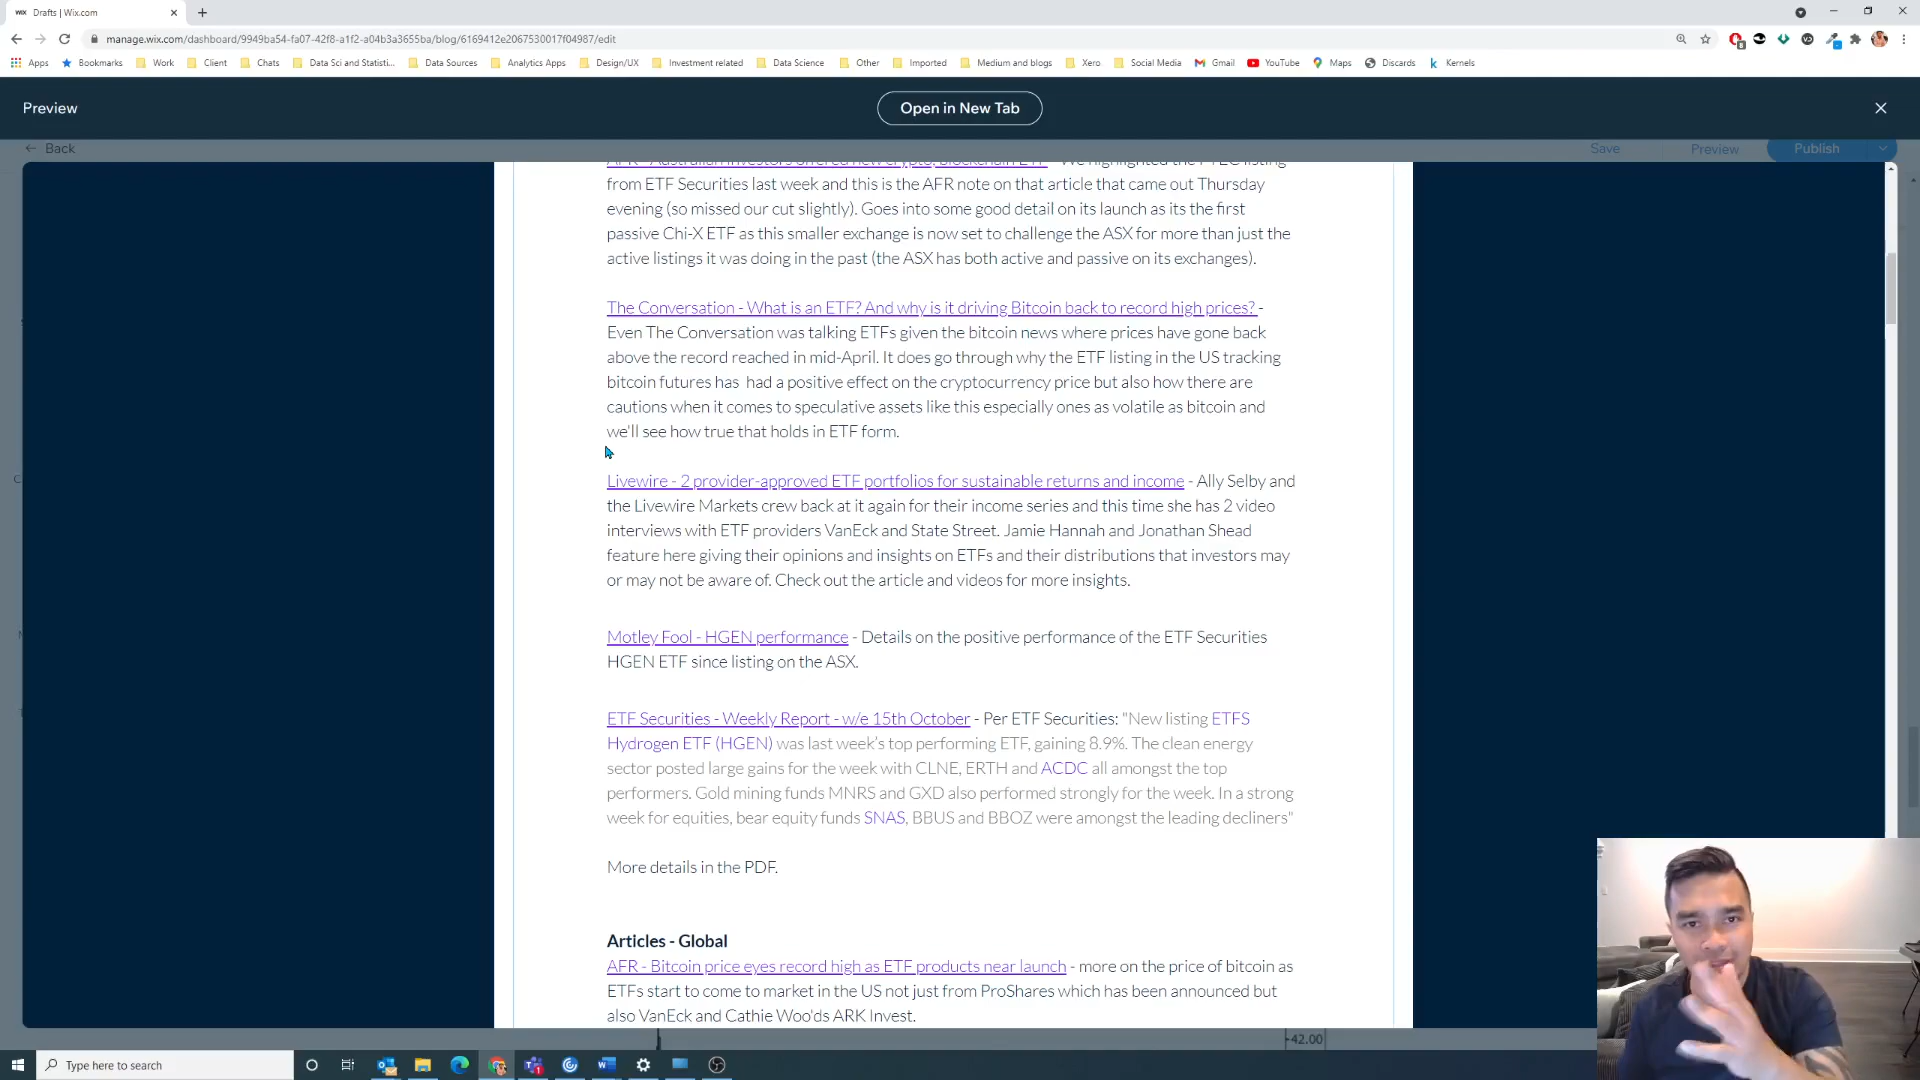 WiX Drafts | Wix.com
manage.wix.com/dashboard/9949ba54-fa07-42f8-a1f2-a04b3a3655ba/blog/6169412e2067530017f04987/edit
Apps Bookmarks Work Client Chats Data Sci and Statisti... Data Sources Analytics Apps Design/UX Investment related Data Science Other Imported Medium and blogs Xero Social Media Gmail YouTube Maps Discards Kernels
Preview Open in New Tab
Back Save Preview Publish
AFR - Australian investors offered new crypto, blockchain ETF - We highlighted the FTEC listing
from ETF Securities last week and this is the AFR note on that article that came out Thursday
evening (so missed our cut slightly). Goes into some good detail on its launch as its the first
passive Chi-X ETF as this smaller exchange is now set to challenge the ASX for more than just the
active listings it was doing in the past (the ASX has both active and passive on its exchanges).
The Conversation - What is an ETF? And why is it driving Bitcoin back to record high prices? -
Even The Conversation was talking ETFs given the bitcoin news where prices have gone back
above the record reached in mid-April. It does go through why the ETF listing in the US tracking
bitcoin futures has had a positive effect on the cryptocurrency price but also how there are
cautions when it comes to speculative assets like this especially ones as volatile as bitcoin and
we'll see how true that holds in ETF form.
Livewire - 2 provider-approved ETF portfolios for sustainable returns and income - Ally Selby and
the Livewire Markets crew back at it again for their income series and this time she has 2 video
interviews with ETF providers VanEck and State Street. Jamie Hannah and Jonathan Shead
feature here giving their opinions and insights on ETFs and their distributions that investors may
or may not be aware of. Check out the article and videos for more insights.
Motley Fool - HGEN performance - Details on the positive performance of the ETF Securities
HGEN ETF since listing on the ASX.
ETF Securities - Weekly Report - w/e 15th October - Per ETF Securities: "New listing ETFS
Hydrogen ETF (HGEN) was last week's top performing ETF, gaining 8.9%. The clean energy
sector posted large gains for the week with CLNE, ERTH and ACDC all amongst the top
performers. Gold mining funds MNRS and GXD also performed strongly for the week. In a strong
week for equities, bear equity funds SNAS, BBUS and BBOZ were amongst the leading decliners"
More details in the PDF.
Articles - Global
AFR - Bitcoin price eyes record high as ETF products near launch - more on the price of bitcoin as
ETFs start to come to market in the US not just from ProShares which has been announced but
also VanEck and Cathie Woo'ds ARK Invest.
-42.00
Type here to search